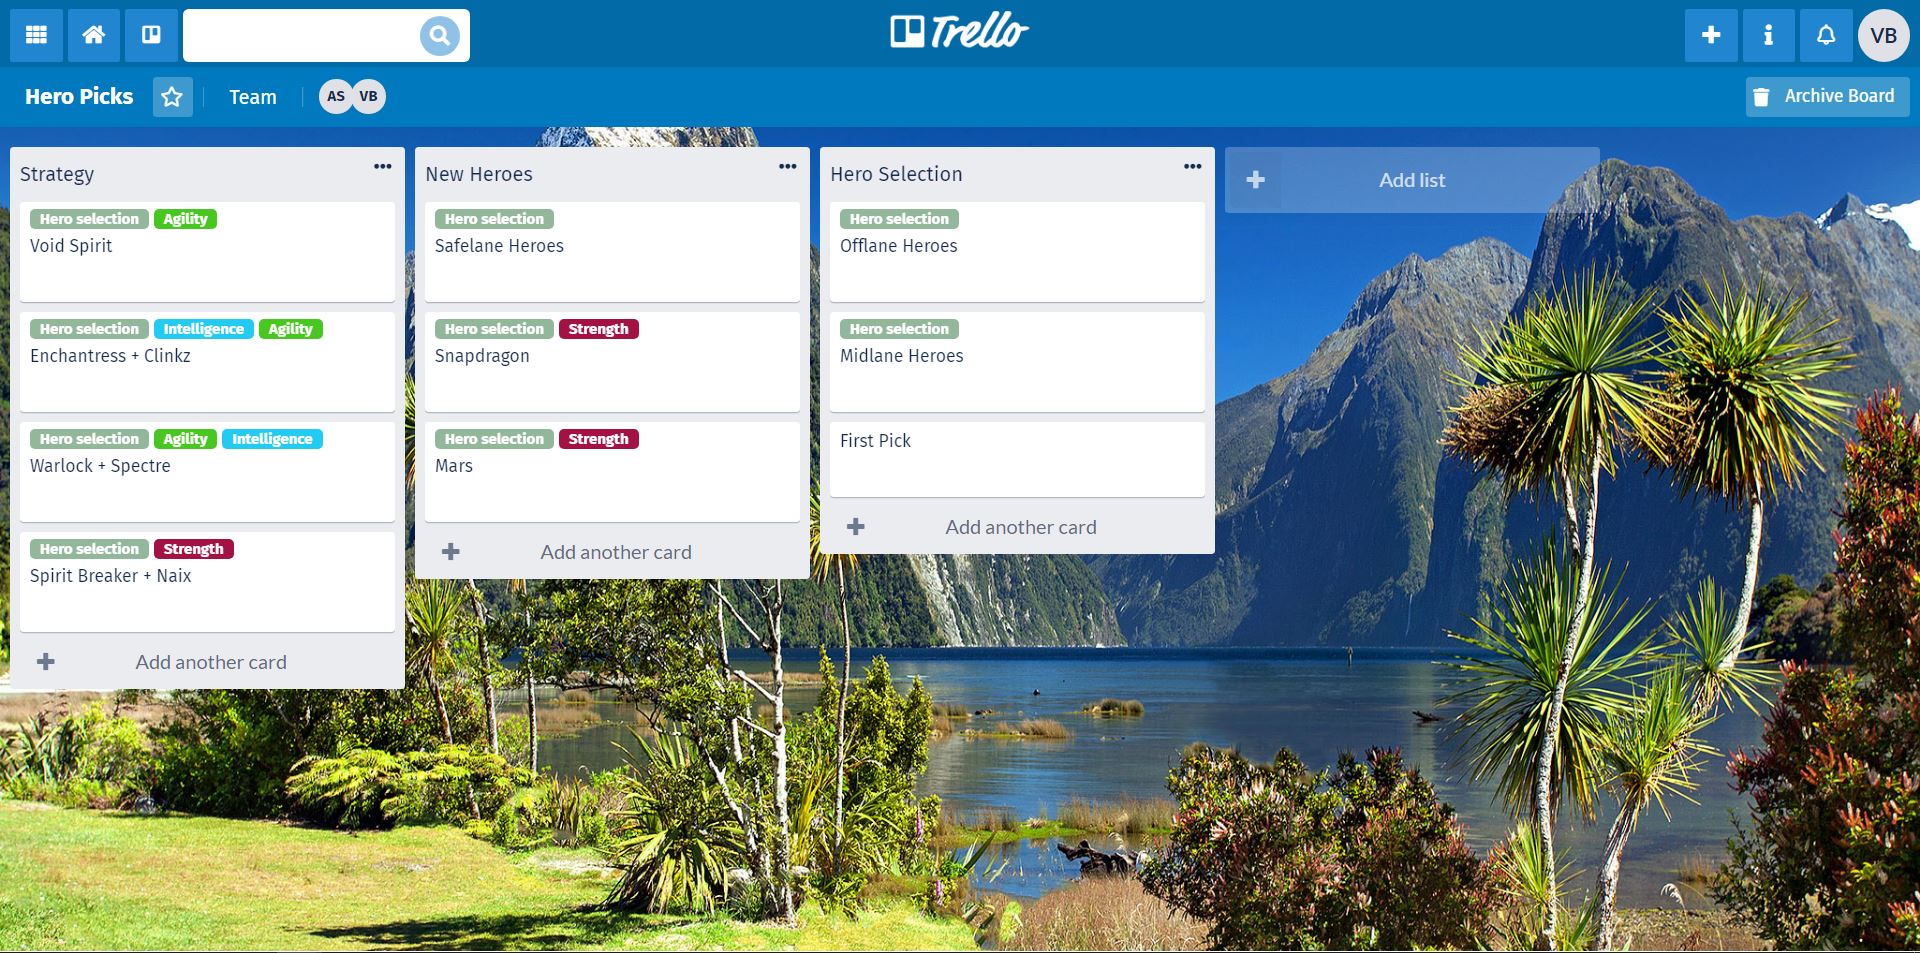 Trello
VB
Hero Picks
Team
AS VB
Archive Board
Strategy
Hero selection Agility
Void Spirit
Hero selection Intelligence Agility
Enchantress + Clinkz
Hero selection Agility Intelligence
Warlock + Spectre
Hero selection Strength
Spirit Breaker + Naix
Add another card
New Heroes
Hero selection
Safelane Heroes
Hero selection Strength
Snapdragon
Hero selection Strength
Mars
Add another card
Hero Selection
Hero selection
Offlane Heroes
Hero selection
Midlane Heroes
First Pick
Add another card
Add list